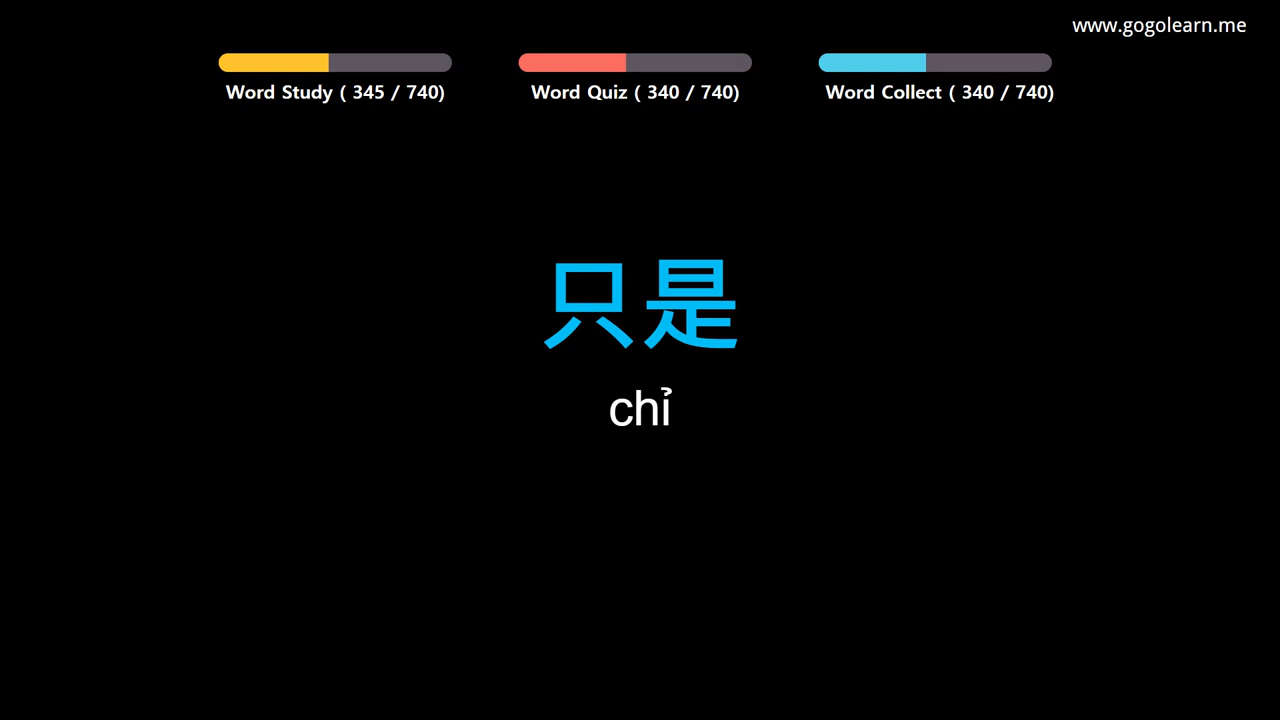 www.gogolearn.me
Word Study ( 345 / 740)
Word Quiz ( 340 / 740)
Word Collect ( 340 / 740)
只是
chỉ